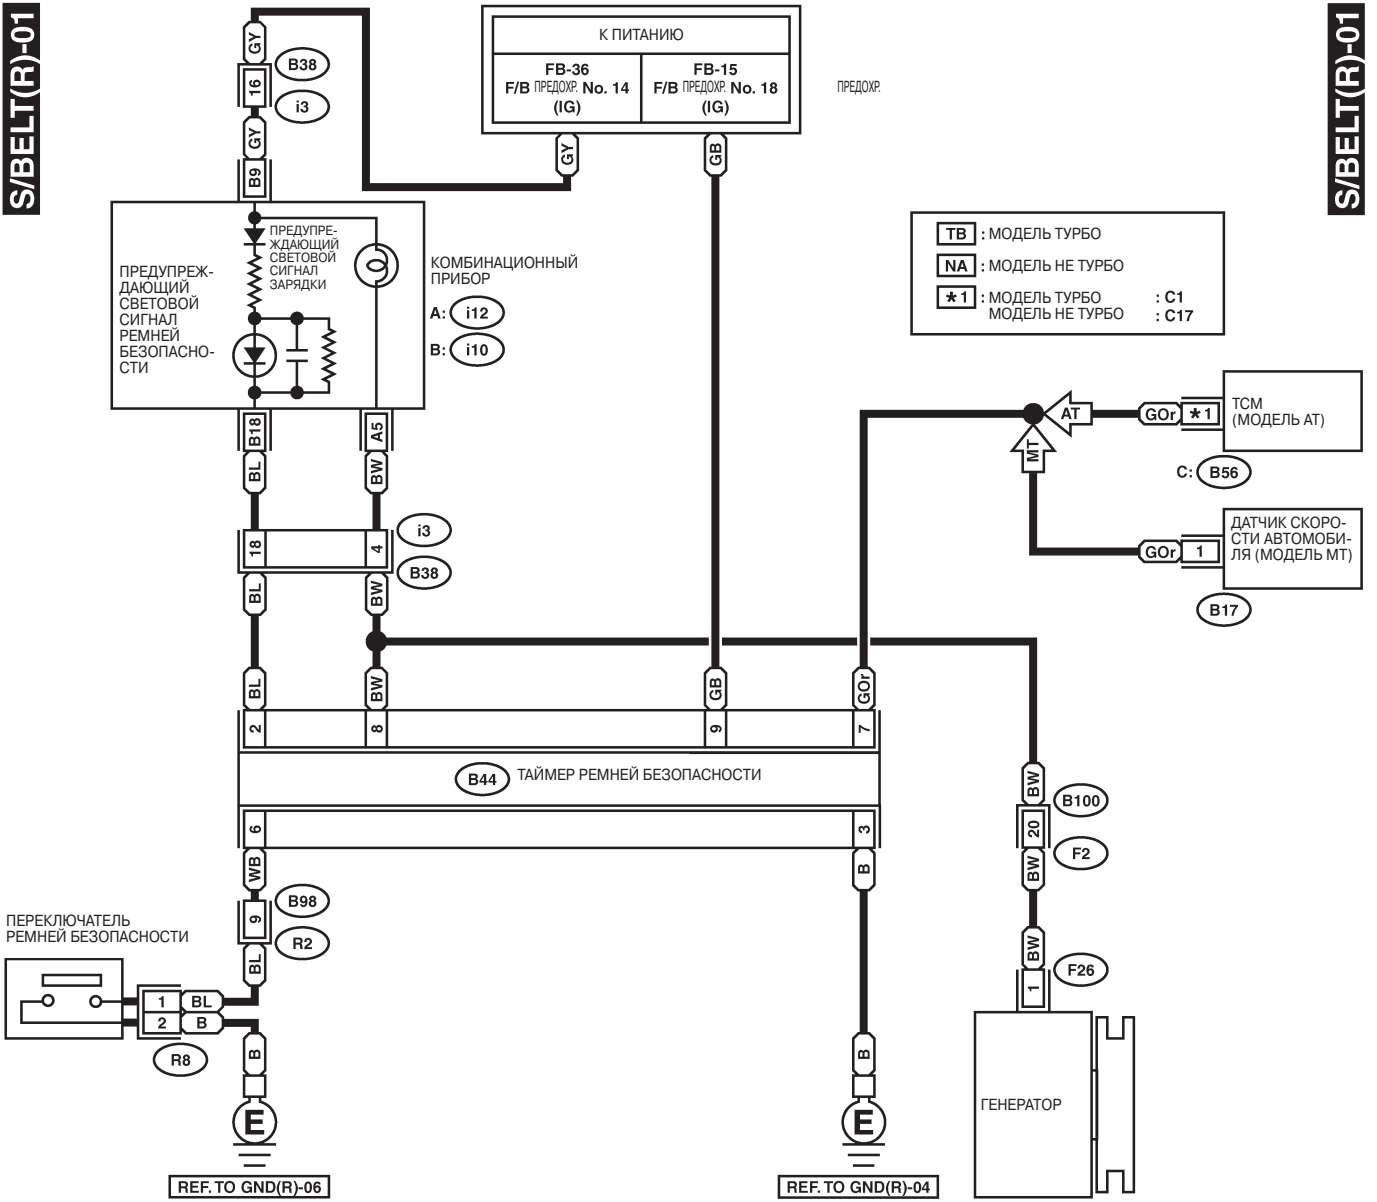 S/BELT(R)-01
S/BELT(R)-01
К ПИТАНИЮ
FB-36
F/B ПРЕДОХР. No. 14
(IG)
FB-15
F/B ПРЕДОХР. No. 18
(IG)
ПРЕДОХР.
GY
16
B38
i3
GY
B9
GY
GB
TB : МОДЕЛЬ ТУРБО
NA : МОДЕЛЬ НЕ ТУРБО
*1 : МОДЕЛЬ ТУРБО : C1
МОДЕЛЬ НЕ ТУРБО : C17
ПРЕДУПРЕЖ-
ДАЮЩИЙ
СВЕТОВОЙ
СИГНАЛ
РЕМНЕЙ
БЕЗОПАСНО-
СТИ
ПРЕДУПРЕ-
ЖДАЮЩИЙ
СВЕТОВОЙ
СИГНАЛ
ЗАРЯДКИ
КОМБИНАЦИОННЫЙ
ПРИБОР
A: i12
B: i10
B18
A5
BL
BW
18
4
i3
B38
BL
BW
AT
MT
GOr
*1
TCM
(МОДЕЛЬ AT)
C: B56
GOr
1
ДАТЧИК СКОРО-
СТИ АВТОМОБИ-
ЛЯ (МОДЕЛЬ МТ)
B17
BL
BW
GB
GOr
2
8
9
7
B44
ТАЙМЕР РЕМНЕЙ БЕЗОПАСНОСТИ
6
3
WB
B
BW
B100
20
F2
BW
B98
9
R2
BL
BW
F26
1
ПЕРЕКЛЮЧАТЕЛЬ
РЕМНЕЙ БЕЗОПАСНОСТИ
1 BL
2 B
R8
B
B
E
E
ГЕНЕРАТОР
REF. TO GND(R)-06
REF. TO GND(R)-04